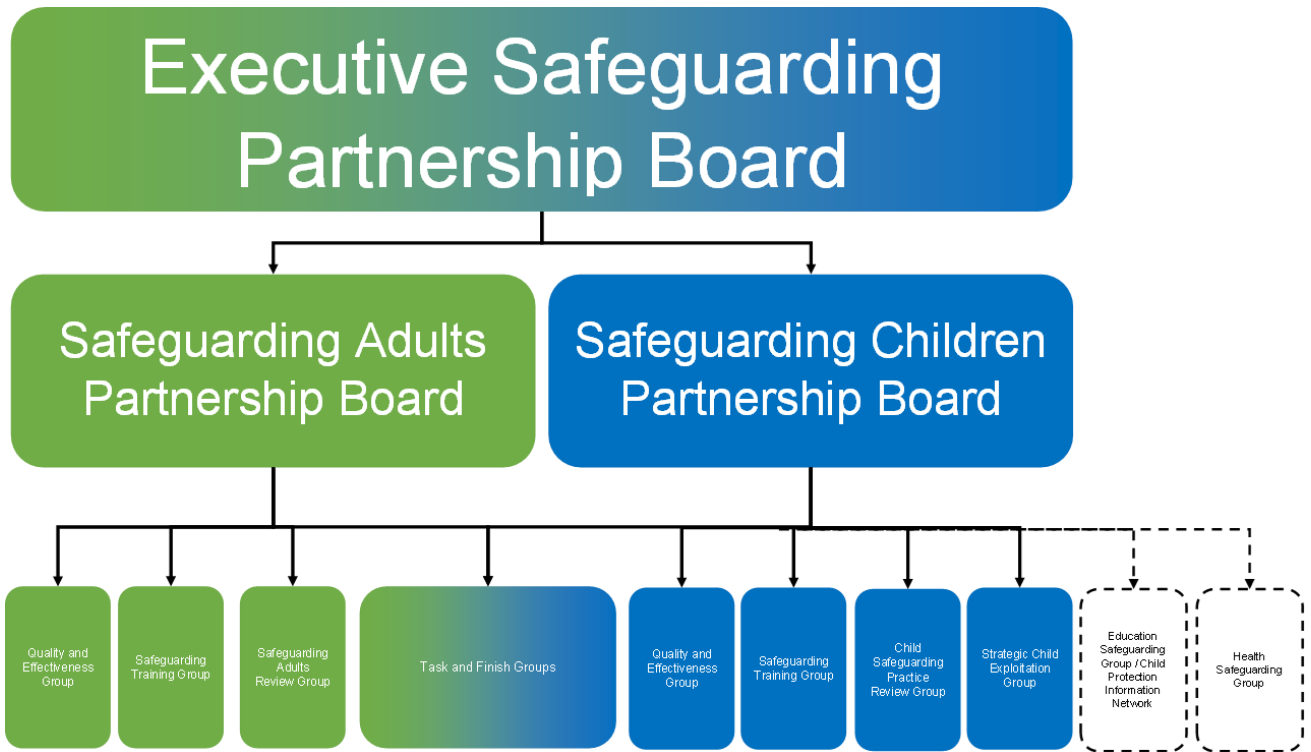 Executive Safeguarding
Partnership Board
Safeguarding Adults
Partnership Board
Safeguarding Children
Partnership Board
Quality and
Effectiveness
Group
Safeguarding
Training Group
Safeguarding
Adults
Review Group
Task and Finish Groups
Quality and
Effectiveness
Group
Safeguarding
Training Group
Child
Safeguarding
Practice
Review Group
Strategic Child
Exploitation
Group
Education
Safeguarding
Group / Child
Protection
Information
Network
Health
Safeguarding
Group